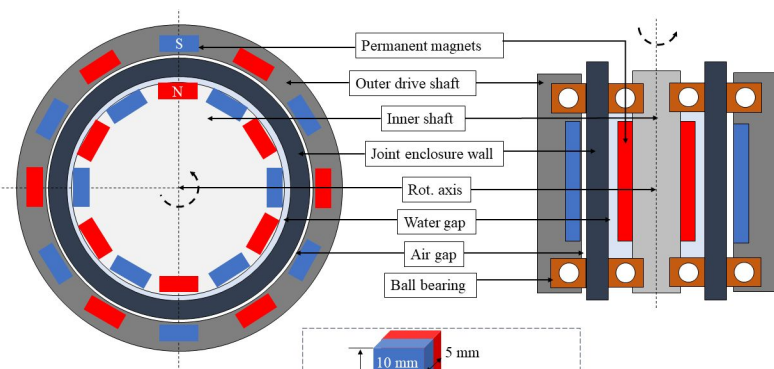 S
N
Permanent magnets
Outer drive shaft
Inner shaft
Joint enclosure wall
Rot. axis
Water gap
Air gap
Ball bearing
5 mm
10 mm